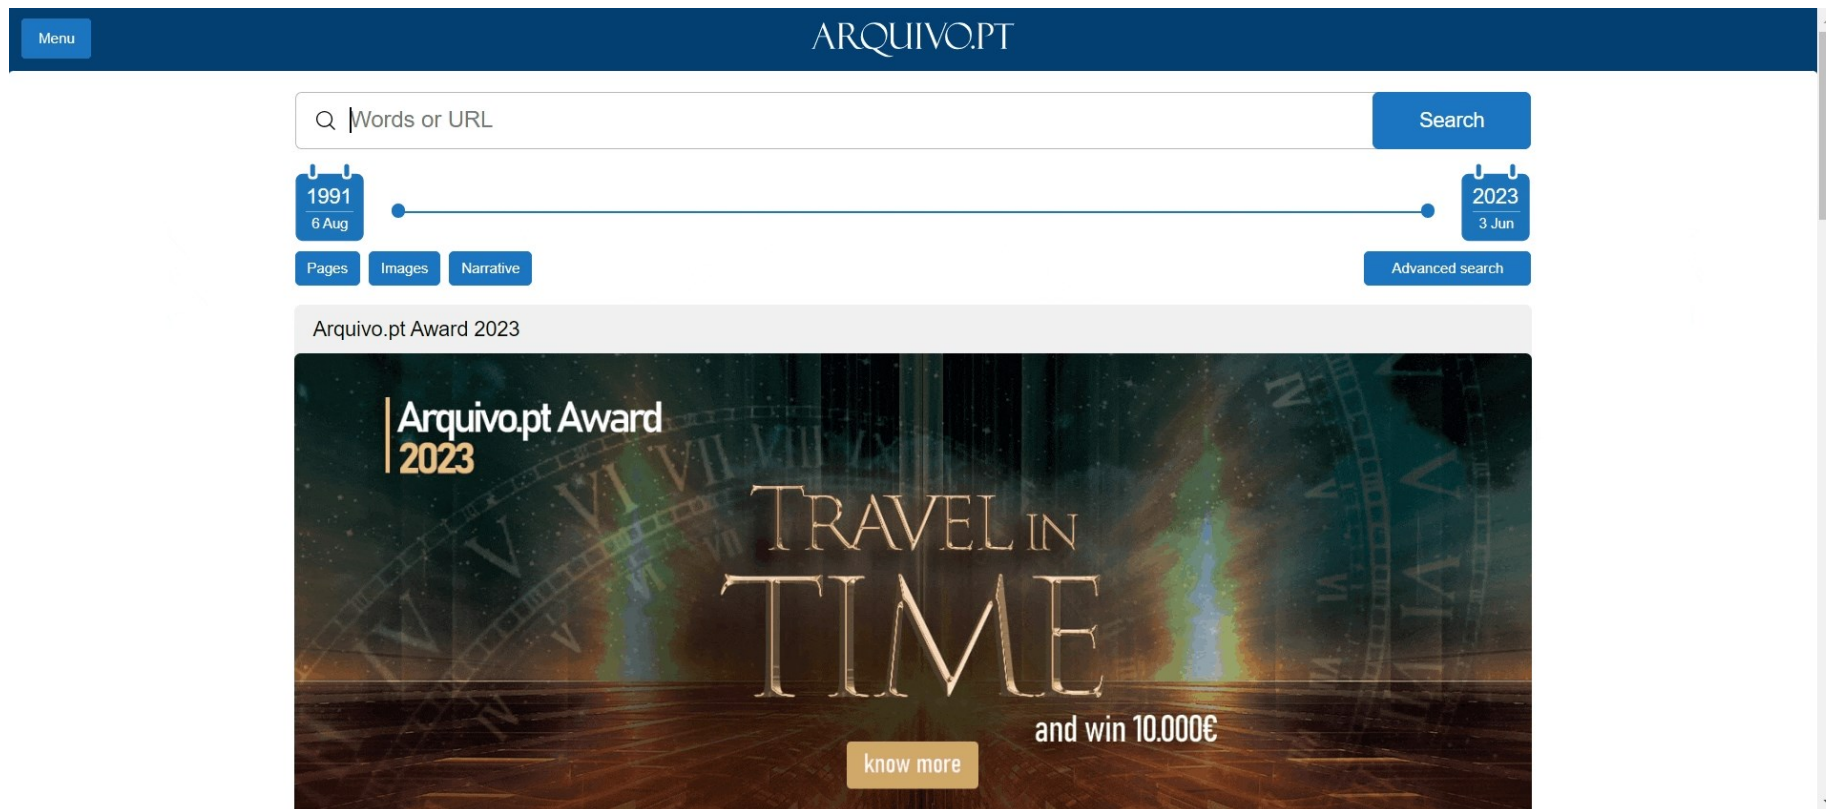 Menu
ARQUIVO.PT
Words or URL
Search
1991
6 Aug
2023
3 Jun
Pages
Images
Narrative
Advanced search
Arquivo.pt Award 2023
Arquivo.pt Award
2023
TRAVEL IN
TIME
and win 10.000€
know more